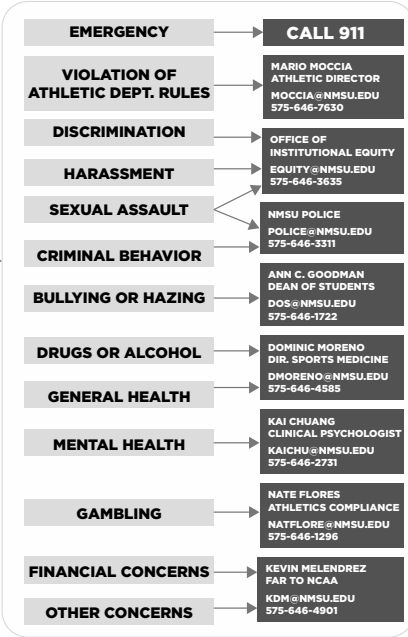 EMERGENCY
CALL 911
VIOLATION OF
ATHLETIC DEPT. RULES
MARIO MOCCIA
ATHLETIC DIRECTOR
MOCCIA@NMSU.EDU
575-646-7630
DISCRIMINATION
HARASSMENT
OFFICE OF
INSTITUTIONAL EQUITY
EQUITY@NMSU.EDU
575-646-3635
SEXUAL ASSAULT
CRIMINAL BEHAVIOR
NMSU POLICE
POLICE@NMSU.EDU
575-646-3311
BULLYING OR HAZING
ANN C. GOODMAN
DEAN OF STUDENTS
DOS@NMSU.EDU
575-646-1722
DRUGS OR ALCOHOL
GENERAL HEALTH
DOMINIC MORENO
DIR. SPORTS MEDICINE
DMORENO@NMSU.EDU
575-646-4585
MENTAL HEALTH
KAI CHUANG
CLINICAL PSYCHOLOGIST
KAICHU@NMSU.EDU
575-646-2731
GAMBLING
NATE FLORES
ATHLETICS COMPLIANCE
NATFLORE@NMSU.EDU
575-646-1296
FINANCIAL CONCERNS
OTHER CONCERNS
KEVIN MELENDREZ
FAR TO NCAA
KDM@NMSU.EDU
575-646-4901